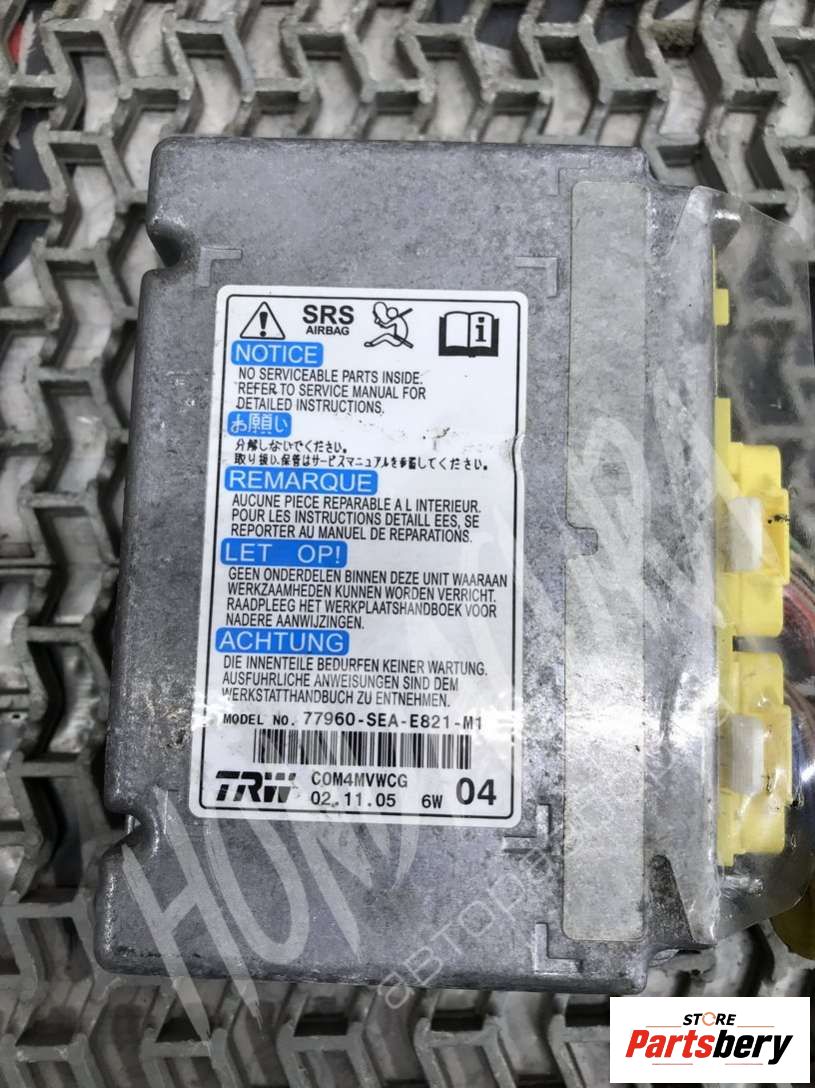 SRS
AIRBAG
i
NOTICE
NO SERVICEABLE PARTS INSIDE.
REFER TO SERVICE MANUAL FOR
DETAILED INSTRUCTIONS.
お願い
分解しないでください。
取り扱い、保管はサービスマニュアルを参照してください。
REMARQUE
AUCUNE PIECE REPARABLE A L INTERIEUR.
POUR LES INSTRUCTIONS DETAILL EES, SE
REPORTER AU MANUEL DE REPARATIONS.
LET OP!
GEEN ONDERDELEN BINNEN DEZE UNIT WAARAAN
WERKZAAMHEDEN KUNNEN WORDEN VERRICHT.
RAADPLEEG HET WERKPLAATSHANDBOEK VOOR
NADERE AANWIJZINGEN.
ACHTUNG
DIE INNENTEILE BEDURFEN KEINER WARTUNG.
AUSFUHRLICHE ANWEISUNGEN SIND DEM
WERKSTATTHANDBUCH ZU ENTNEHMEN.
MODEL NO. 77960-SEA-E821-M1
TRW C0M4MVWCG
02.11.05 6W 04
STORE
Partsbery